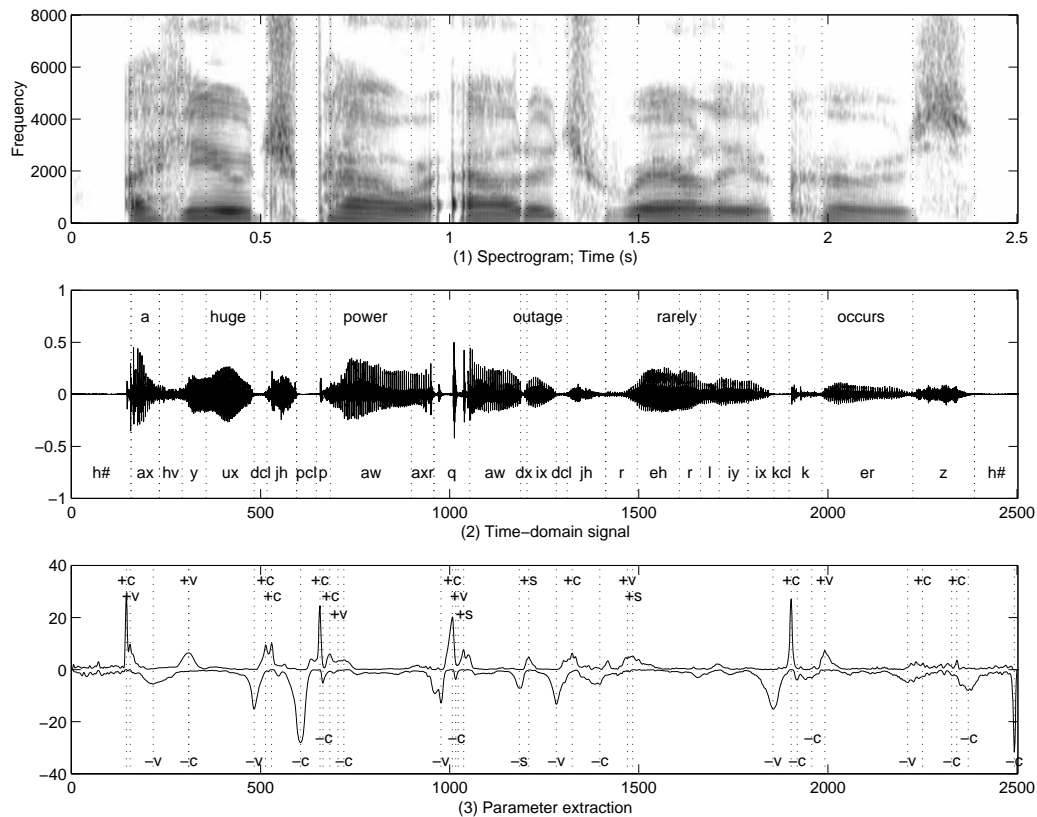 8000
6000
4000
2000
0
Frequency
0 0.5 1 1.5 2 2.5
(1) Spectrogram; Time (s)
1
0.5
0
−0.5
−1
a huge power outage rarely occurs
h# ax hv y ux dcl jh pcl p aw axr q aw dx ix dcl jh r eh r l iy ix kcl k er z h#
0 500 1000 1500 2000 2500
(2) Time−domain signal
40
20
0
−20
−40
+c +v +c +c +c +s +c +v +c +v +c +c
+v +c +c +v +s
+v +s
−c −c −c −c
−v −c −v −c −c −v −s −v −c −v −c −v −c −c
0 500 1000 1500 2000 2500
(3) Parameter extraction